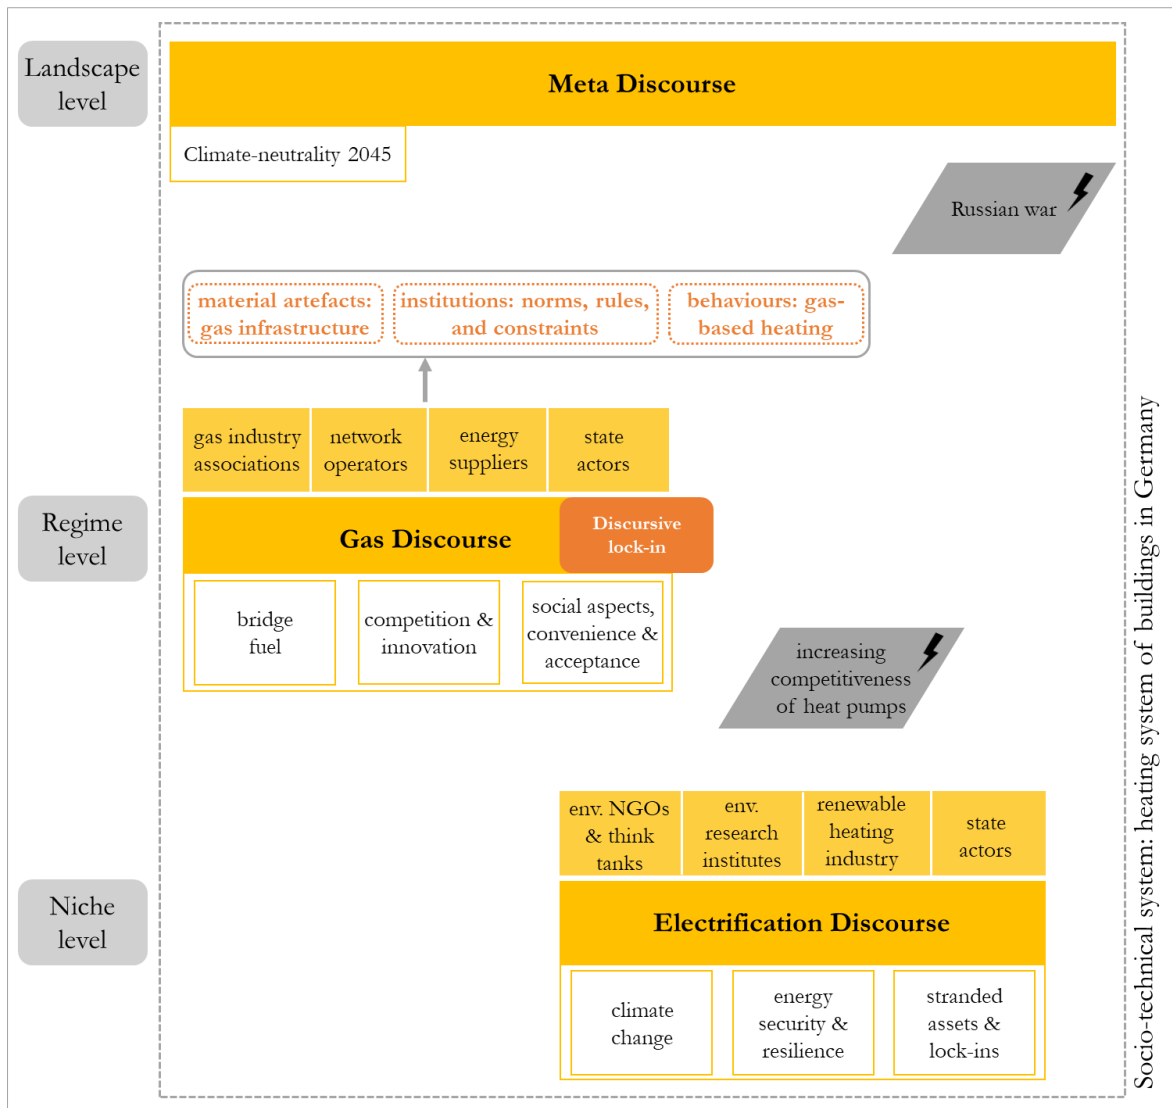 Landscape
level
Meta Discourse
Climate-neutrality 2045
Russian war
material artefacts:
gas infrastructure
institutions: norms, rules,
and constraints
behaviours: gas-
based heating
gas industry
associations
network
operators
energy
suppliers
state
actors
Regime
level
Gas Discourse
Discursive
lock-in
bridge
fuel
competition &
innovation
social aspects,
convenience &
acceptance
increasing
competitiveness
of heat pumps
env. NGOs
& think
tanks
env.
research
institutes
renewable
heating
industry
state
actors
Niche
level
Electrification Discourse
climate
change
energy
security &
resilience
stranded
assets &
lock-ins
Socio-technical system: heating system of buildings in Germany